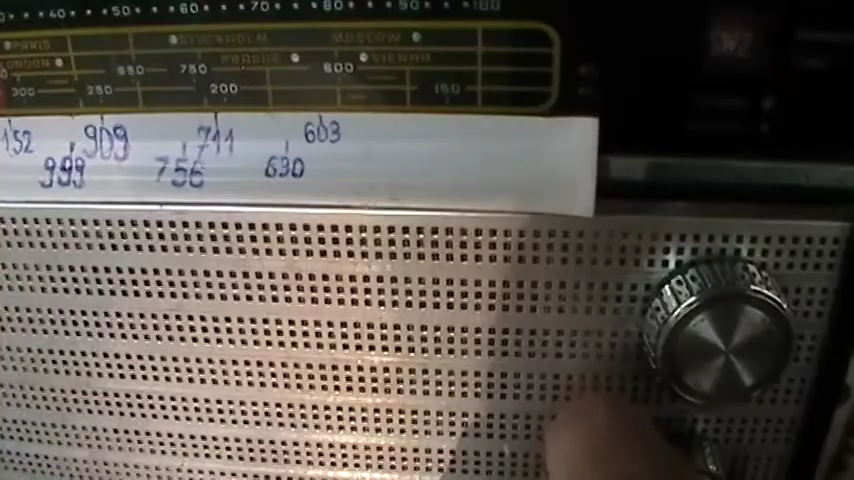 40 50 60 70 80 90 100
PARIS STOCKHOLM MOSCOW
LONDON PRAGUE VIENNA
850 750 600
300 250 200 150
152 909 711 603
999 756 630